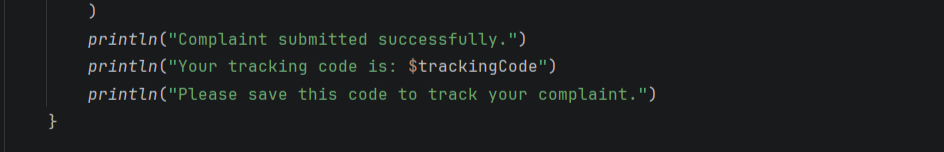 )
println("Complaint submitted successfully.")
println("Your tracking code is: $trackingCode")
println("Please save this code to track your complaint.")
}